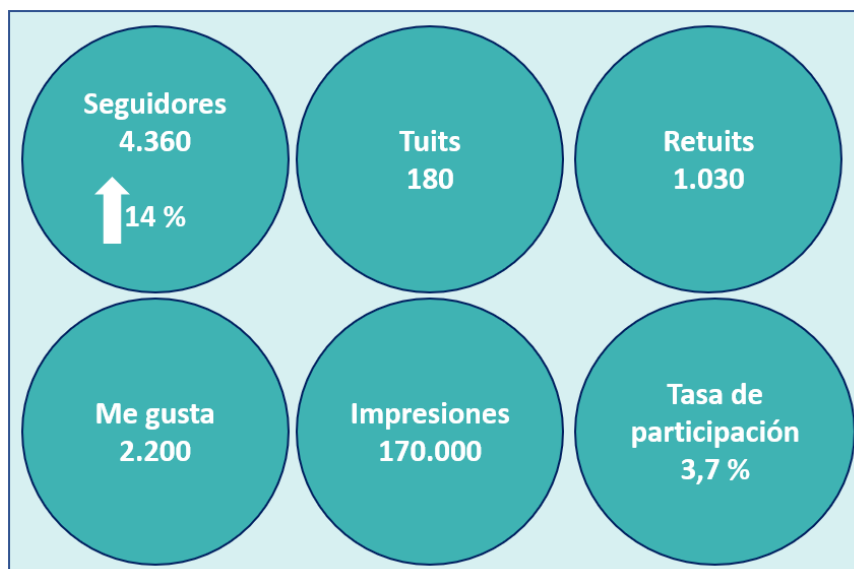 Seguidores
4.360
14 %
Tuits
180
Retuits
1.030
Me gusta
2.200
Impresiones
170.000
Tasa de
participación
3,7 %